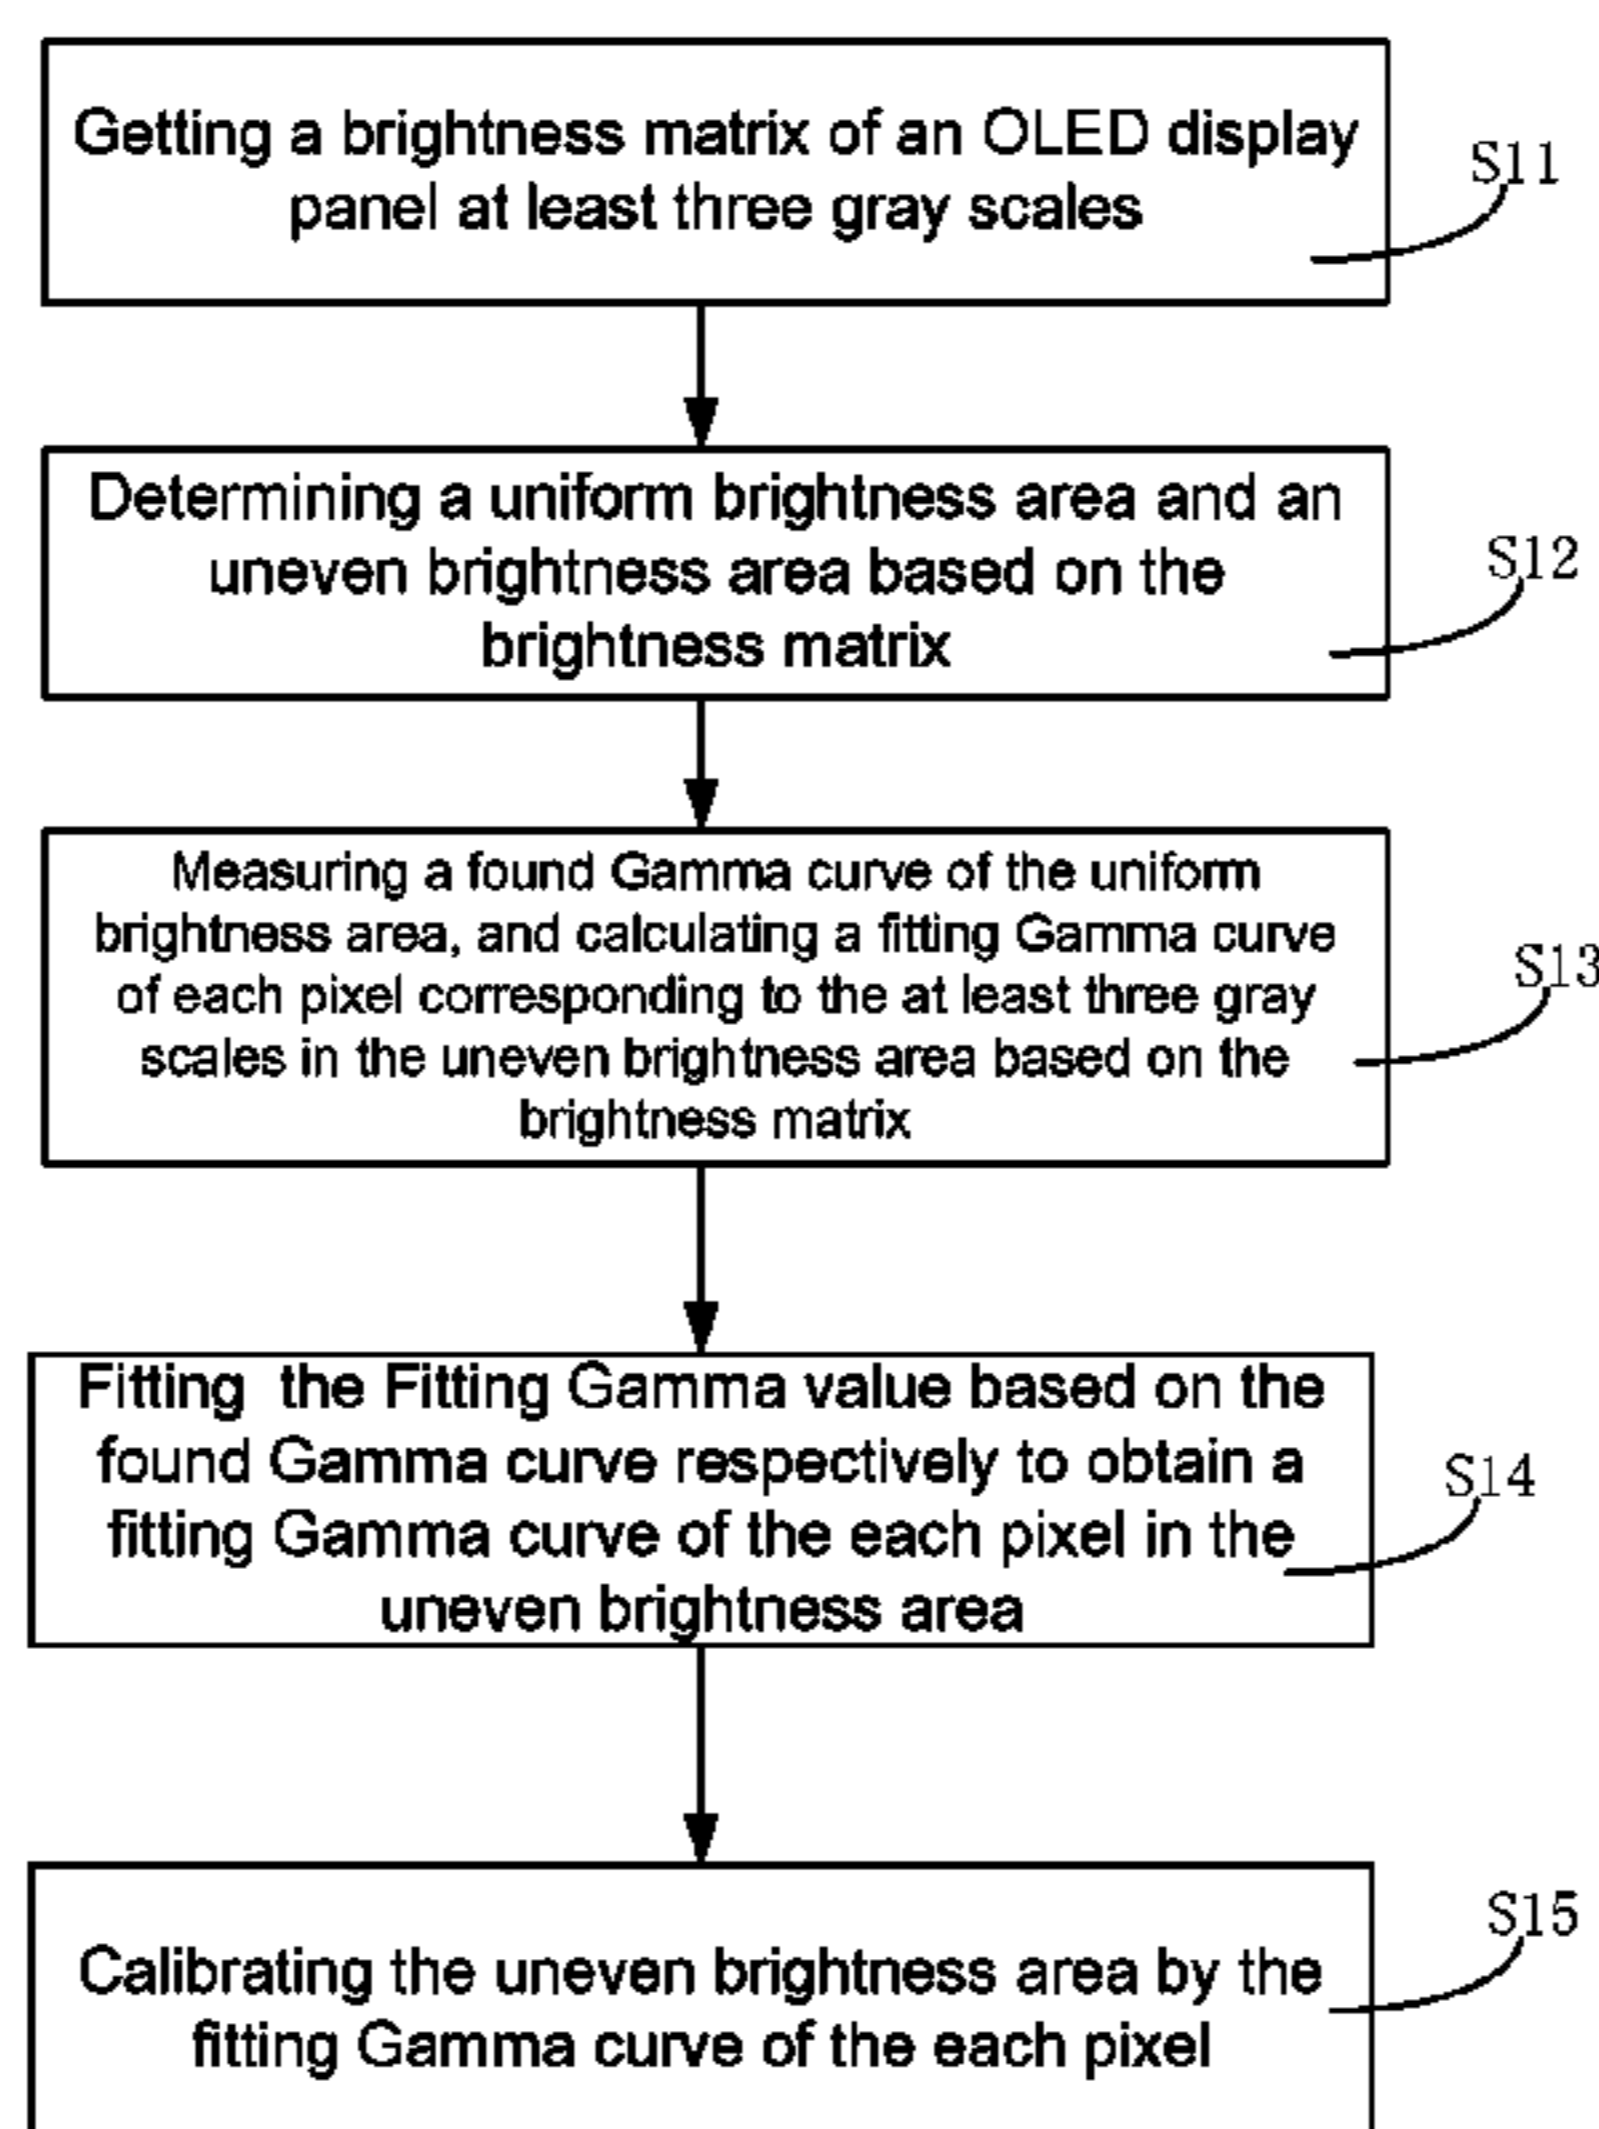 Getting a brightness matrix of an OLED display
panel at least three gray scales
S11
Determining a uniform brightness area and an
uneven brightness area based on the
brightness matrix
S12
Measuring a found Gamma curve of the uniform
brightness area, and calculating a fitting Gamma curve
of each pixel corresponding to the at least three gray
scales in the uneven brightness area based on the
brightness matrix
S13
Fitting the Fitting Gamma value based on the
found Gamma curve respectively to obtain a
fitting Gamma curve of the each pixel in the
uneven brightness area
S14
Calibrating the uneven brightness area by the
fitting Gamma curve of the each pixel
S15